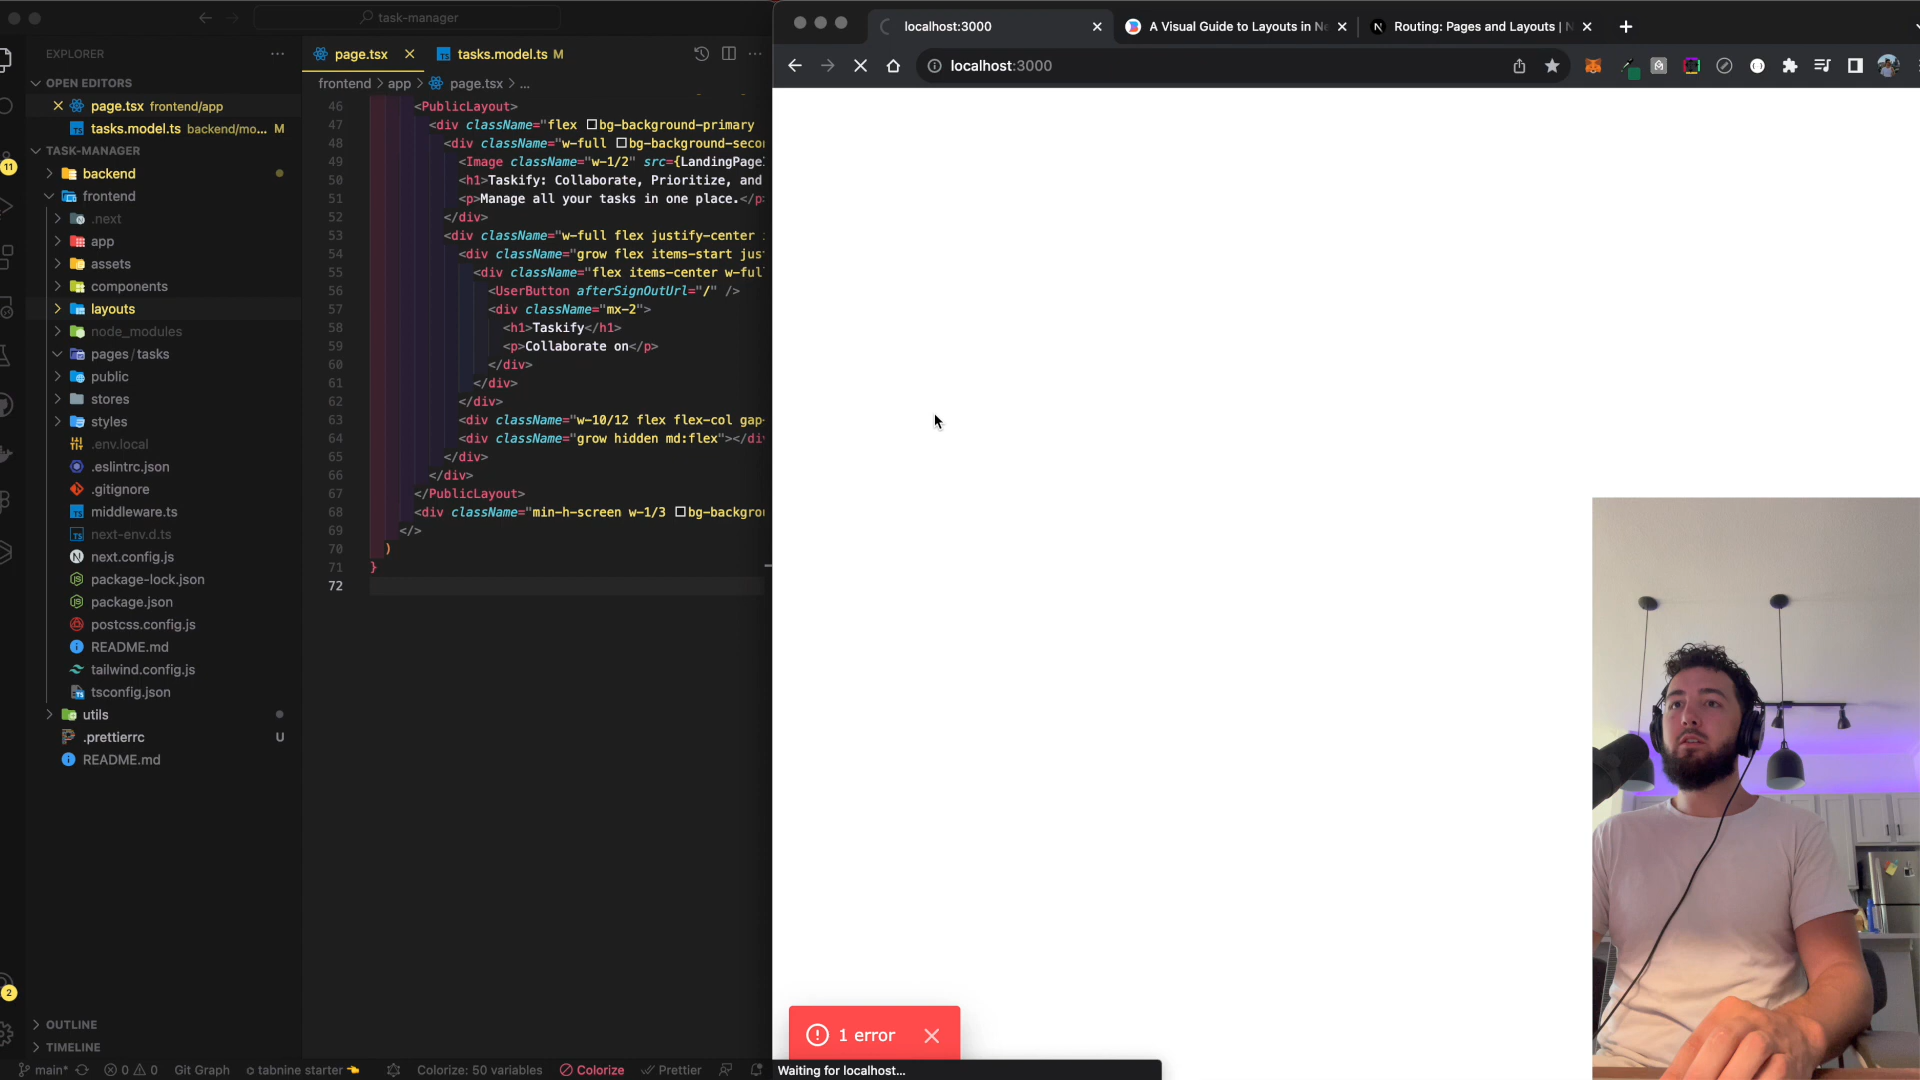 task-manager
EXPLORER
OPEN EDITORS
page.tsx frontend/app
tasks.model.ts backend/mo... M
TASK-MANAGER
backend
frontend
.next
app
assets
components
layouts
node_modules
pages/tasks
public
stores
styles
.env.local
.eslintrc.json
.gitignore
middleware.ts
next-env.d.ts
next.config.js
package-lock.json
package.json
postcss.config.js
README.md
tailwind.config.js
tsconfig.json
utils
.prettierrc U
README.md
OUTLINE
TIMELINE
11
2
page.tsx
tasks.model.ts M
frontend > app > page.tsx > ...
46 <PublicLayout>
47 <div className="flex bg-background-primary
48 <div className="w-full bg-background-secon
49 <Image className="w-1/2" src={LandingPage
50 <h1>Taskify: Collaborate, Prioritize, and
51 <p>Manage all your tasks in one place.</p
52 </div>
53 <div className="w-full flex justify-center
54 <div className="grow flex items-start jus
55 <div className="flex items-center w-ful
56 <UserButton afterSignOutUrl="/" />
57 <div className="mx-2">
58 <h1>Taskify</h1>
59 <p>Collaborate on</p>
60 </div>
61 </div>
62 </div>
63 <div className="w-10/12 flex flex-col gap-
64 <div className="grow hidden md:flex"></di
65 </div>
66 </div>
67 </PublicLayout>
68 <div className="min-h-screen w-1/3 bg-backgrou
69 </>
70 )
71 }
72
main* 0 0 Git Graph tabnine starter Colorize: 50 variables Colorize Prettier
localhost:3000
A Visual Guide to Layouts in Ne
Routing: Pages and Layouts | N
localhost:3000
1 error
Waiting for localhost...